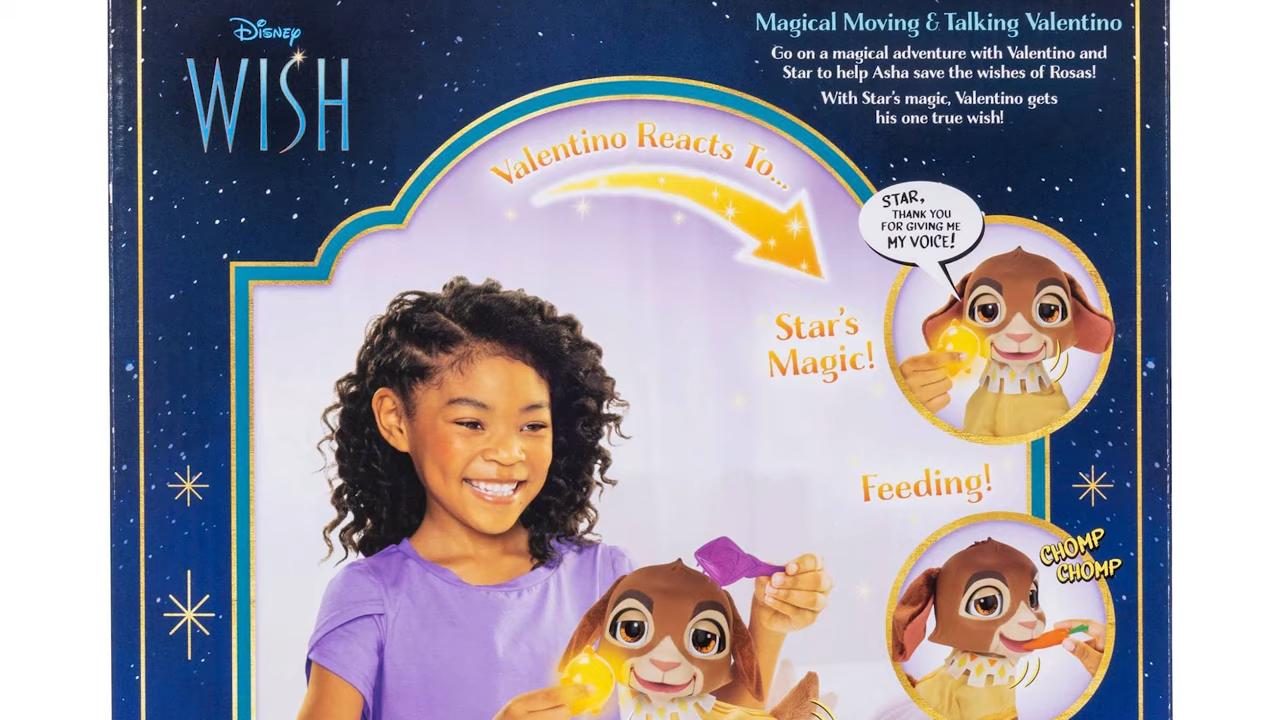 Disney
WISH
Magical Moving & Talking Valentino
Go on a magical adventure with Valentino and
Star to help Asha save the wishes of Rosas!
With Star's magic, Valentino gets
his one true wish!
Valentino Reacts To...
STAR,
THANK YOU
FOR GIVING ME
MY VOICE!
Star's
Magic!
Feeding!
CHOMP
CHOMP